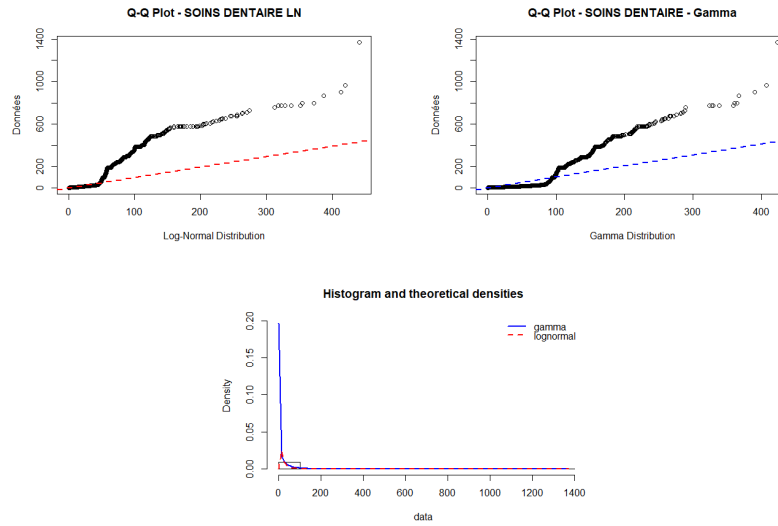 Q-Q Plot - SOINS DENTAIRE LN
Données
0 200 600 1000 1400
0 100 200 300 400
Log-Normal Distribution
Q-Q Plot - SOINS DENTAIRE - Gamma
Données
0 200 600 1000 1400
0 100 200 300 400
Gamma Distribution
Histogram and theoretical densities
gamma
lognormal
Density
0.00 0.05 0.10 0.15 0.20
0 200 400 600 800 1000 1200 1400
data